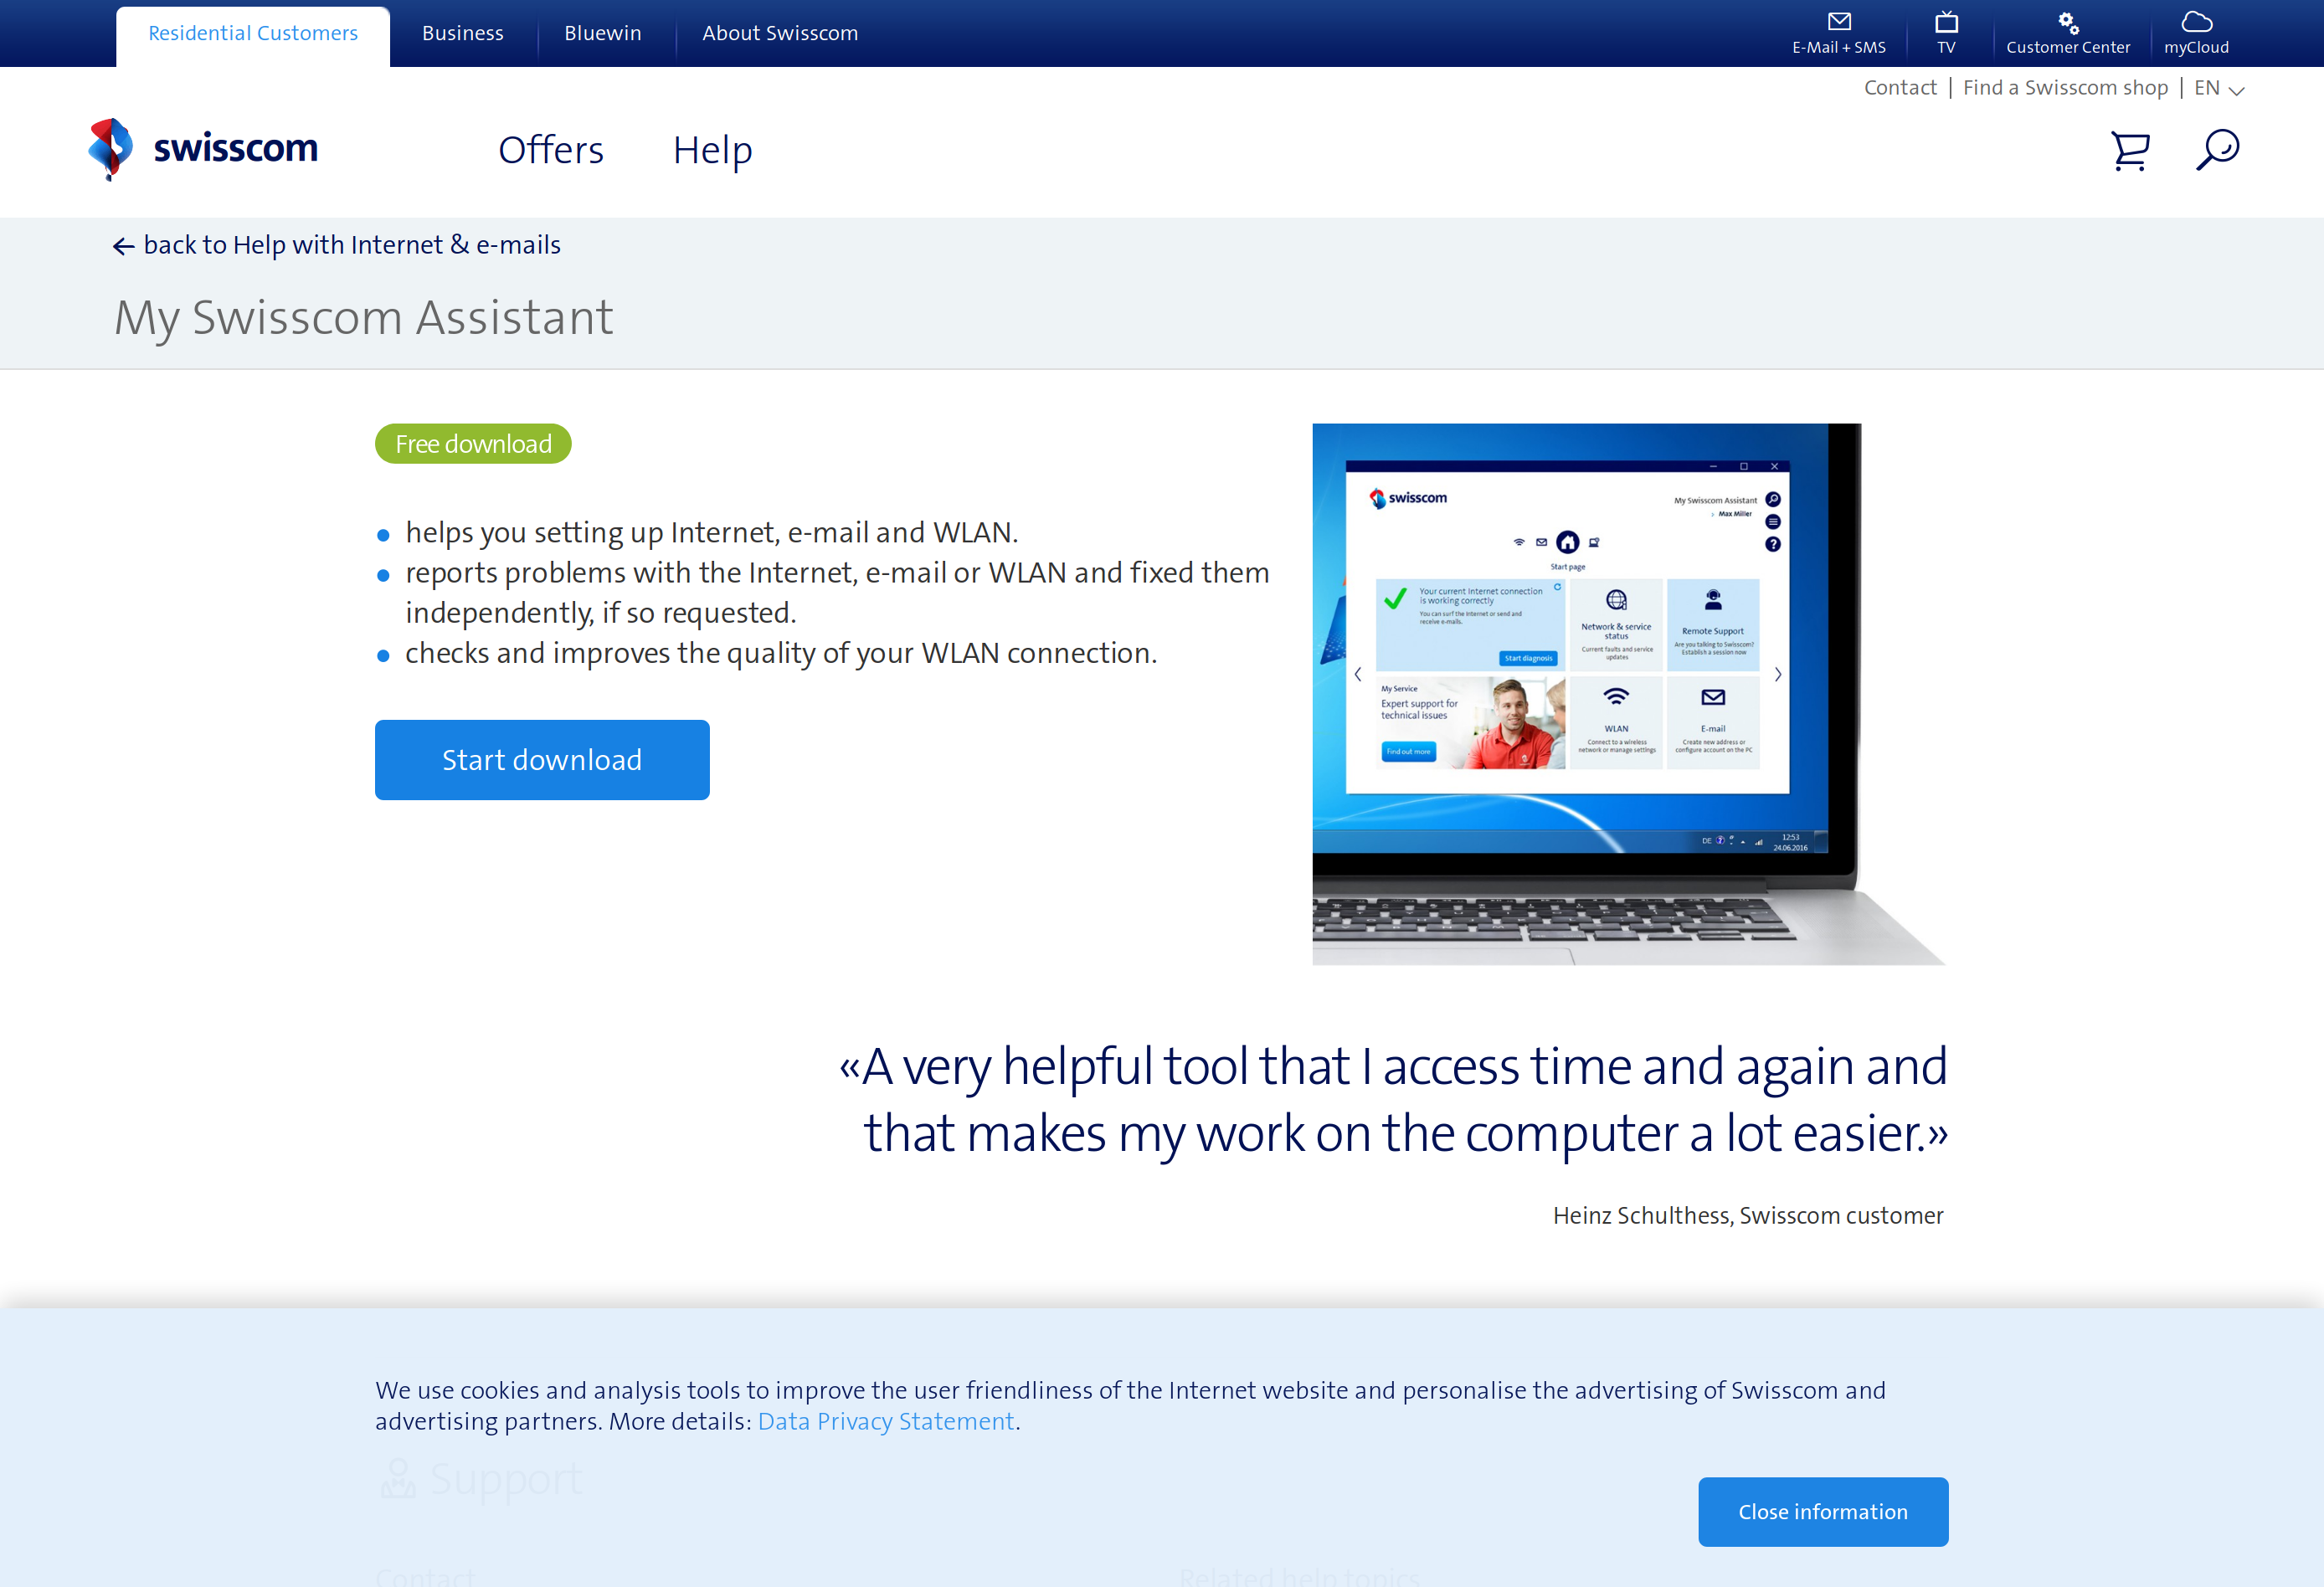 Residential Customers
Business
Bluewin
About Swisscom
E-Mail + SMS
TV
Customer Center
myCloud
Contact
Find a Swisscom shop
EN
swisscom
Offers
Help
back to Help with Internet & e-mails
My Swisscom Assistant
Free download
helps you setting up Internet, e-mail and WLAN.
reports problems with the Internet, e-mail or WLAN and fixed them
independently, if so requested.
checks and improves the quality of your WLAN connection.
Start download
swisscom
My Swisscom Assistant
Max Miller
Start page
Your current Internet connection
is working correctly
You can surf the Internet or send and
receive e-mails.
Start diagnosis
Network & service
status
Current faults and service
updates
Remote Support
Are you talking to Swisscom?
Establish a session now
My Service
Expert support for
technical issues
Find out more
WLAN
Connect to a wireless
network or manage settings
E-mail
Create new address or
configure account on the PC
DE
12:53
24.06.2016
«A very helpful tool that I access time and again and
that makes my work on the computer a lot easier.»
Heinz Schulthess, Swisscom customer
We use cookies and analysis tools to improve the user friendliness of the Internet website and personalise the advertising of Swisscom and
advertising partners. More details: Data Privacy Statement.
Support
Close information
Contact
Related help topics